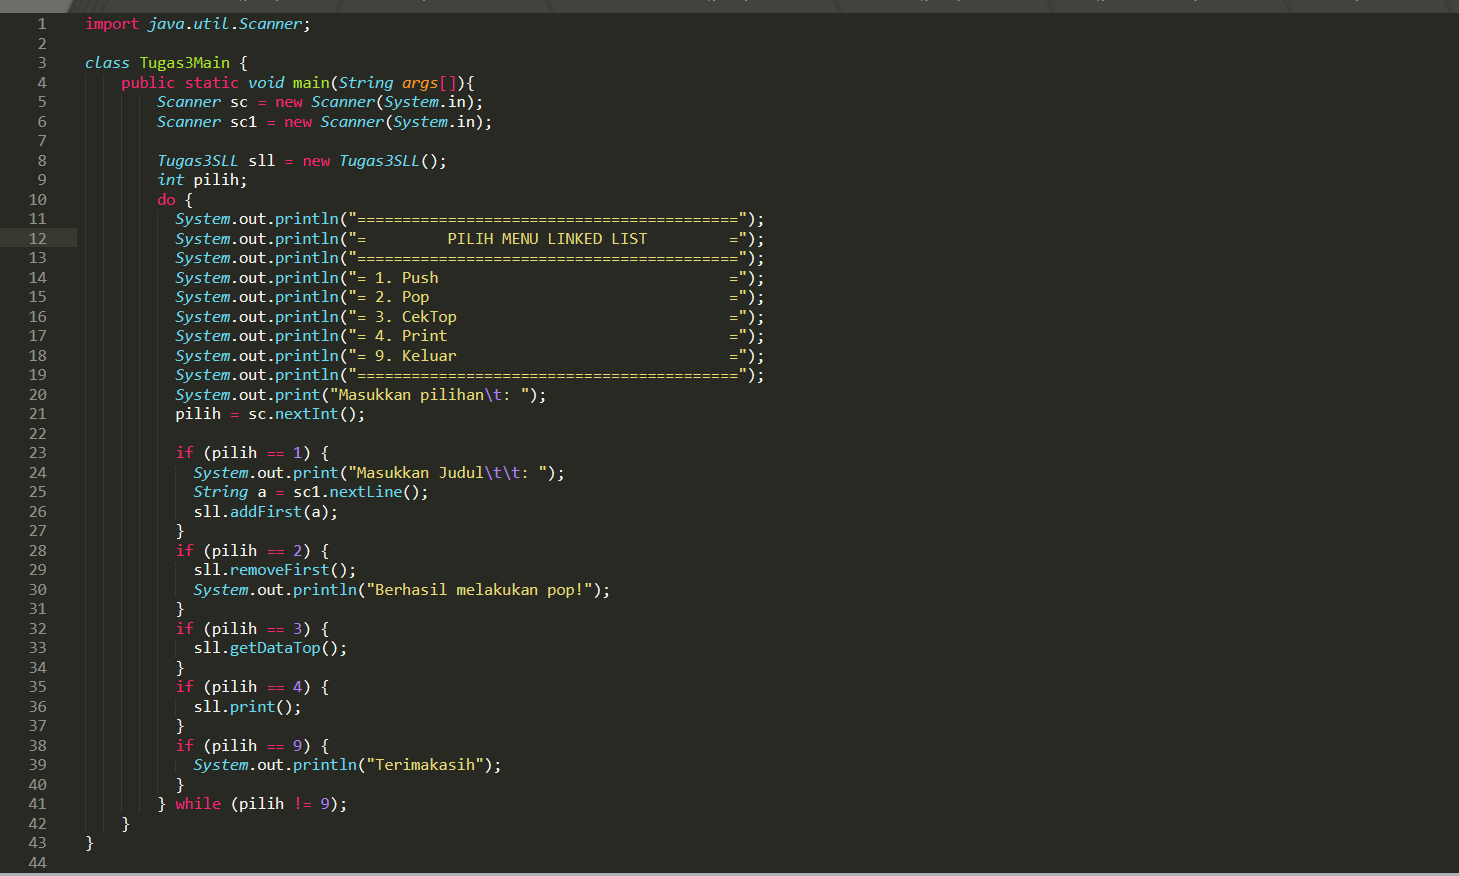 1 import java.util.Scanner;
2
3 class Tugas3Main {
4     public static void main(String args[]){
5         Scanner sc = new Scanner(System.in);
6         Scanner sc1 = new Scanner(System.in);
7
8         Tugas3SLL sll = new Tugas3SLL();
9         int pilih;
10         do {
11           System.out.println("==========================================");
12           System.out.println("=         PILIH MENU LINKED LIST         =");
13           System.out.println("==========================================");
14           System.out.println("= 1. Push                                =");
15           System.out.println("= 2. Pop                                 =");
16           System.out.println("= 3. CekTop                              =");
17           System.out.println("= 4. Print                               =");
18           System.out.println("= 9. Keluar                              =");
19           System.out.println("==========================================");
20           System.out.print("Masukkan pilihan\t: ");
21           pilih = sc.nextInt();
22
23           if (pilih == 1) {
24             System.out.print("Masukkan Judul\t\t: ");
25             String a = sc1.nextLine();
26             sll.addFirst(a);
27           }
28           if (pilih == 2) {
29             sll.removeFirst();
30             System.out.println("Berhasil melakukan pop!");
31           }
32           if (pilih == 3) {
33             sll.getDataTop();
34           }
35           if (pilih == 4) {
36             sll.print();
37           }
38           if (pilih == 9) {
39             System.out.println("Terimakasih");
40           }
41         } while (pilih != 9);
42     }
43 }
44